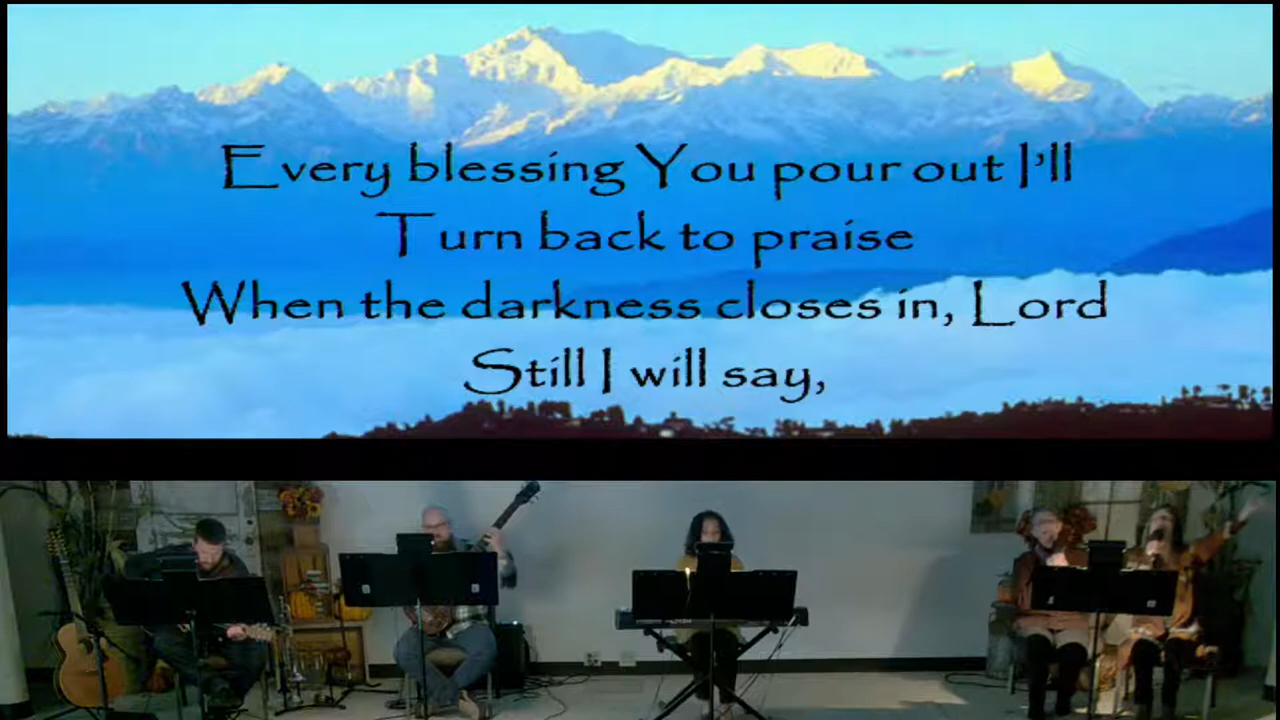 Every blessing You pour out I'll
Turn back to praise
When the darkness closes in, Lord
Still I will say,